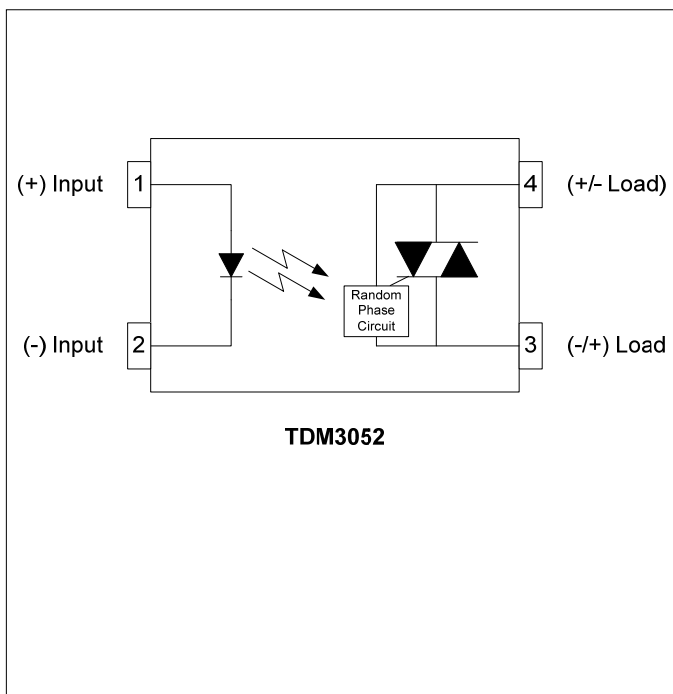 (+) Input 1
4 (+/- Load)
Random
Phase
Circuit
(-) Input 2
3 (-/+) Load
TDM3052